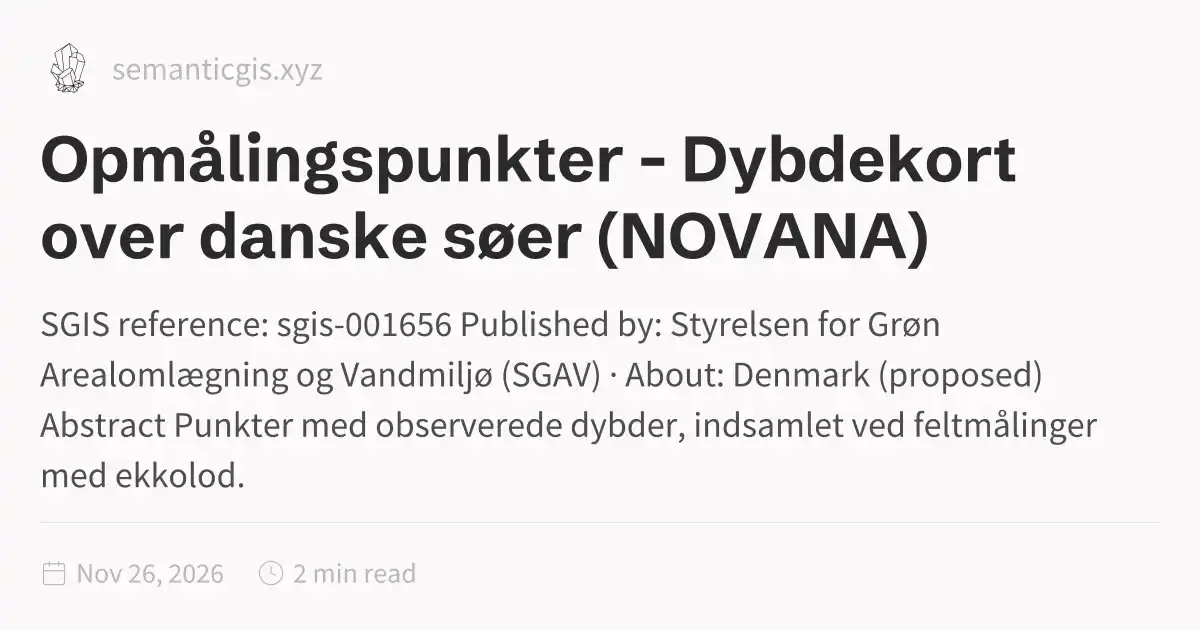 semanticgis.xyz
Opmålingspunkter - Dybdekort
over danske søer (NOVANA)
SGIS reference: sgis-001656 Published by: Styrelsen for Grøn
Arealomlægning og Vandmiljø (SGAV) · About: Denmark (proposed)
Abstract Punkter med observerede dybder, indsamlet ved feltmålinger
med ekkolod.
Nov 26, 2026 2 min read